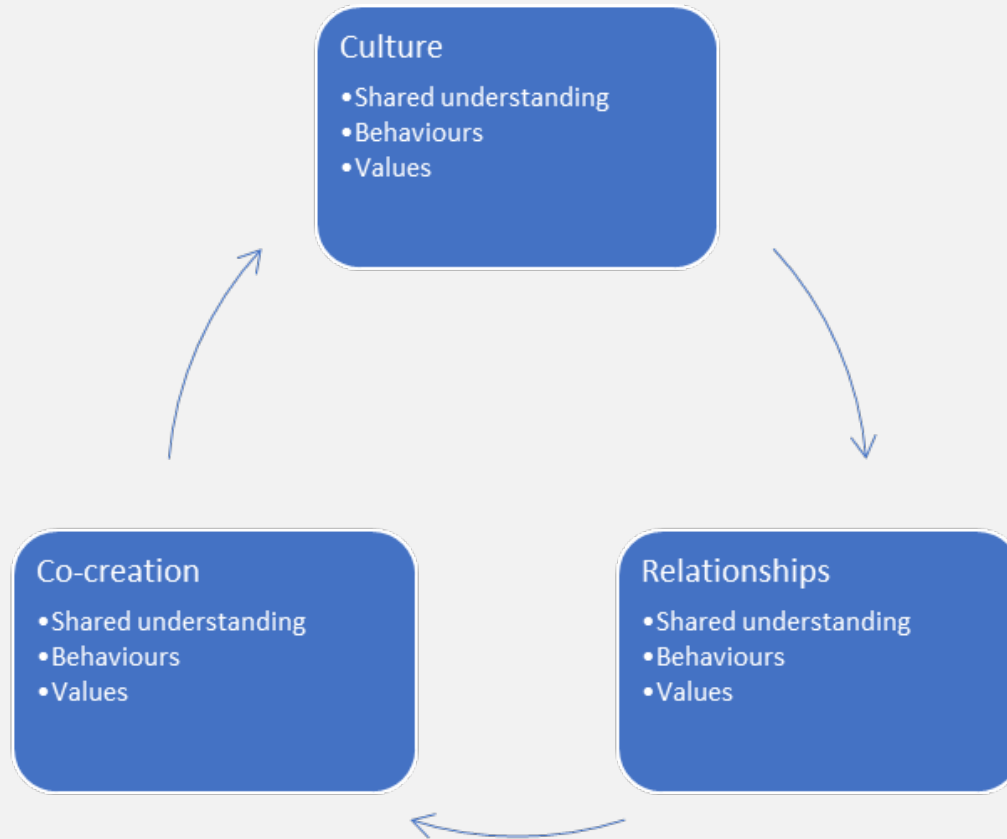 Culture
•Shared understanding
•Behaviours
•Values
Relationships
•Shared understanding
•Behaviours
•Values
Co-creation
•Shared understanding
•Behaviours
•Values